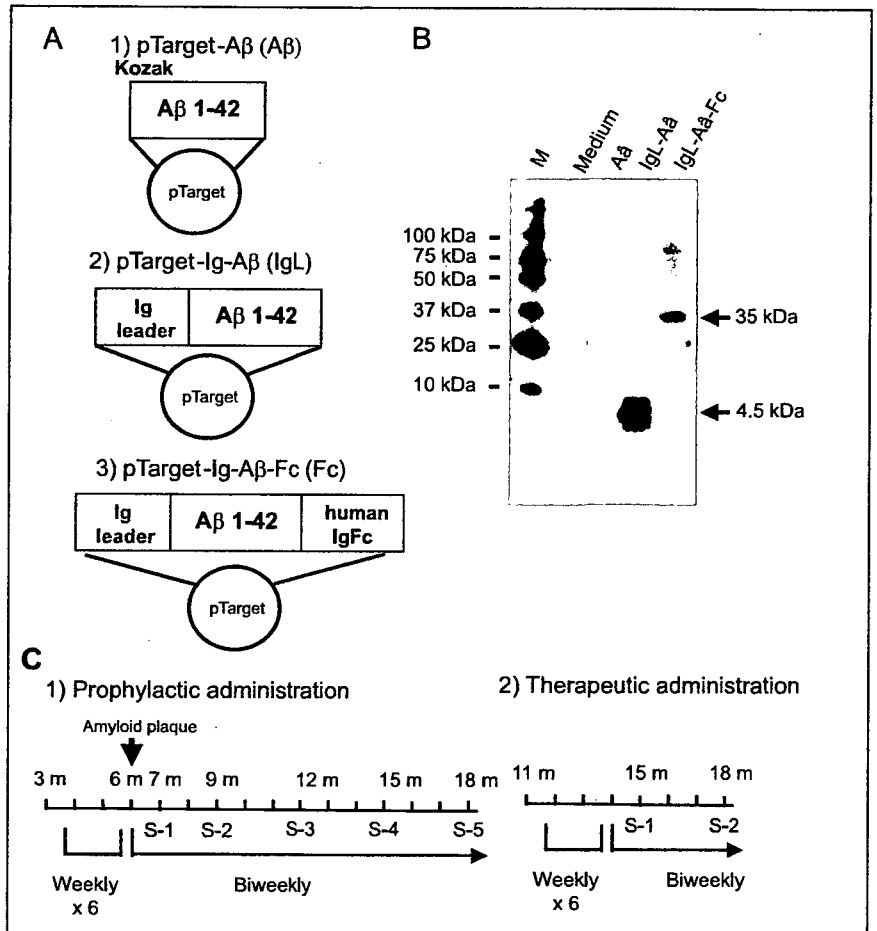 A
1) pTarget-Aβ (Aβ)
Kozak
Aβ 1-42
pTarget
2) pTarget-Ig-Aβ (IgL)
Ig leader
Aβ 1-42
pTarget
3) pTarget-Ig-Aβ-Fc (Fc)
Ig leader
Aβ 1-42
human IgFc
pTarget
B
M
Medium
Aâ
IgL-Aâ
IgL-Aâ-Fc
100 kDa -
75 kDa -
50 kDa -
37 kDa -
25 kDa -
10 kDa -
35 kDa
4.5 kDa
C
1) Prophylactic administration
Amyloid plaque
3 m 6 m 7 m 9 m 12 m 15 m 18 m
S-1 S-2 S-3 S-4 S-5
Weekly x 6
Biweekly
2) Therapeutic administration
11 m 15 m 18 m
S-1 S-2
Weekly x 6
Biweekly